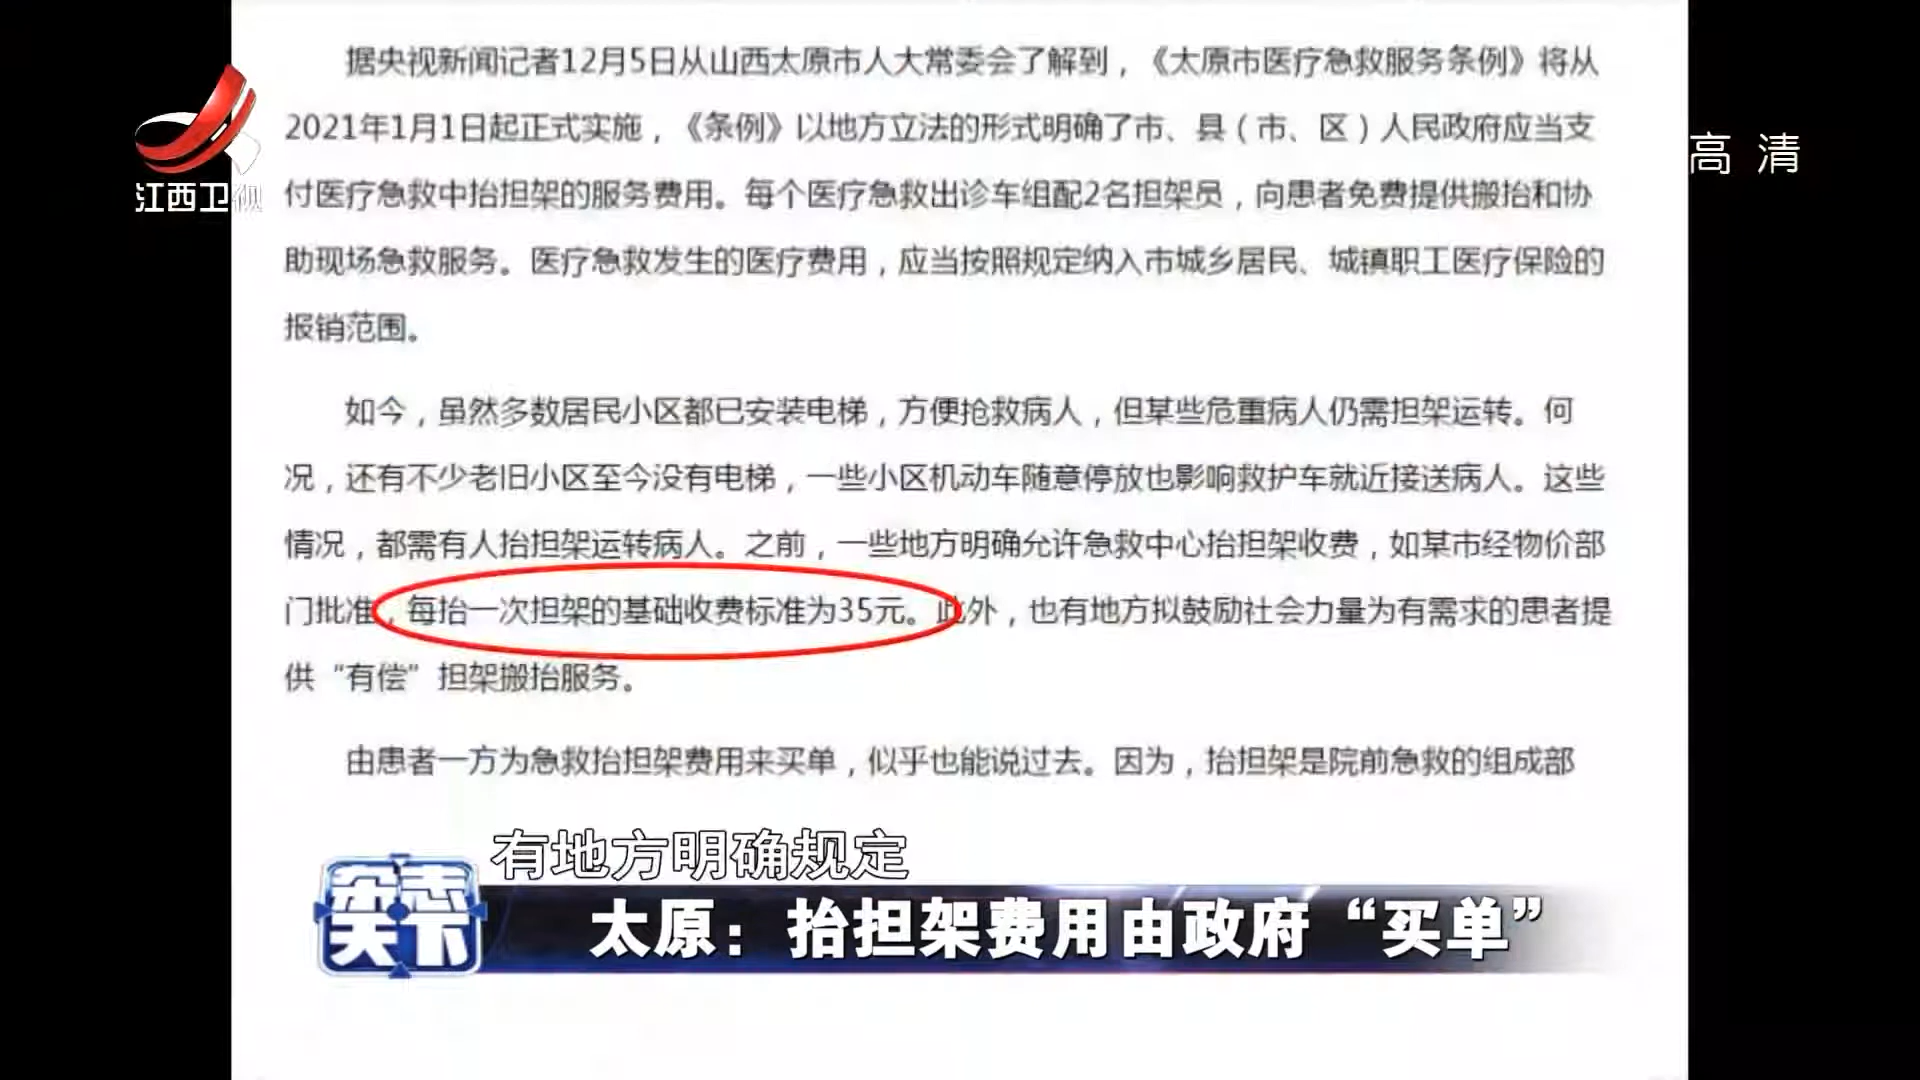 据央视新闻记者12月5日从山西太原市人大常委会了解到，《太原市医疗急救服务条例》将从
2021年1月1日起正式实施，《条例》以地方立法的形式明确了市、县（市、区）人民政府应当支
付医疗急救中抬担架的服务费用。每个医疗急救出诊车组配2名担架员，向患者免费提供搬抬和协
助现场急救服务。医疗急救发生的医疗费用，应当按照规定纳入市城乡居民、城镇职工医疗保险的
报销范围。
如今，虽然多数居民小区都已安装电梯，方便抢救病人，但某些危重病人仍需担架运转。何
况，还有不少老旧小区至今没有电梯，一些小区机动车随意停放也影响救护车就近接送病人。这些
情况，都需有人抬担架运转病人。之前，一些地方明确允许急救中心抬担架收费，如某市经物价部
门批准，每抬一次担架的基础收费标准为35元。此外，也有地方拟鼓励社会力量为有需求的患者提
供“有偿”担架搬抬服务。
由患者一方为急救抬担架费用来买单，似乎也能说过去。因为，抬担架是院前急救的组成部
江西卫视
高清
有地方明确规定
杂志
天下
太原：抬担架费用由政府“买单”